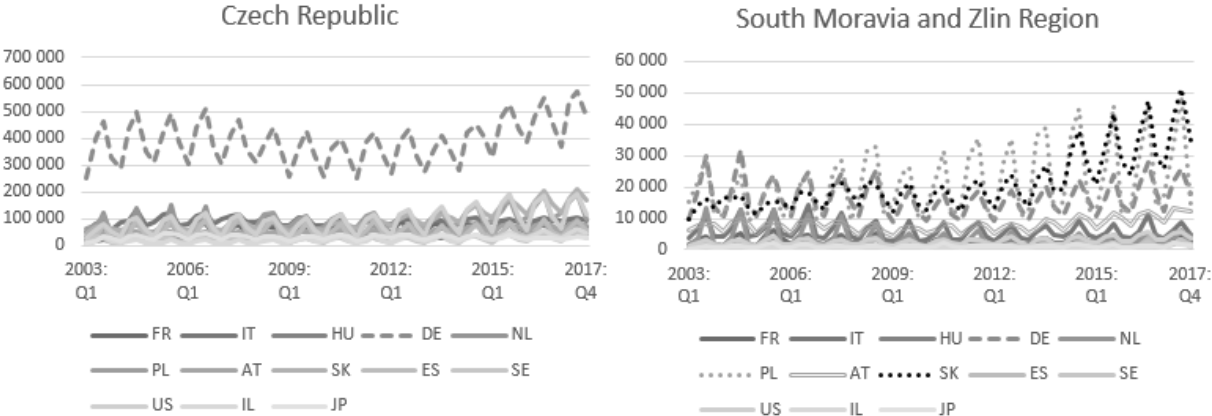 Czech Republic
700 000
600 000
500 000
400 000
300 000
200 000
100 000
0
2003: 2006: 2009: 2012: 2015: 2017:
Q1 Q1 Q1 Q1 Q1 Q4
FR IT HU DE NL
PL AT SK ES SE
US IL JP
South Moravia and Zlin Region
60 000
50 000
40 000
30 000
20 000
10 000
0
2003: 2006: 2009: 2012: 2015: 2017:
Q1 Q1 Q1 Q1 Q1 Q4
FR IT HU DE NL
PL AT SK ES SE
US IL JP